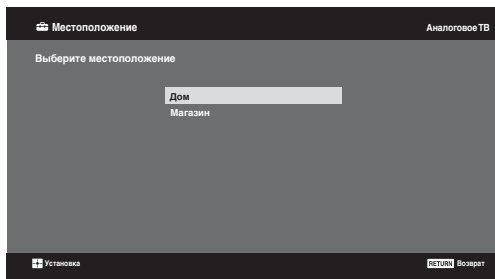 Местоположение
Аналоговое ТВ
Выберите местоположение
Дом
Магазин
Установка
RETURN Возврат